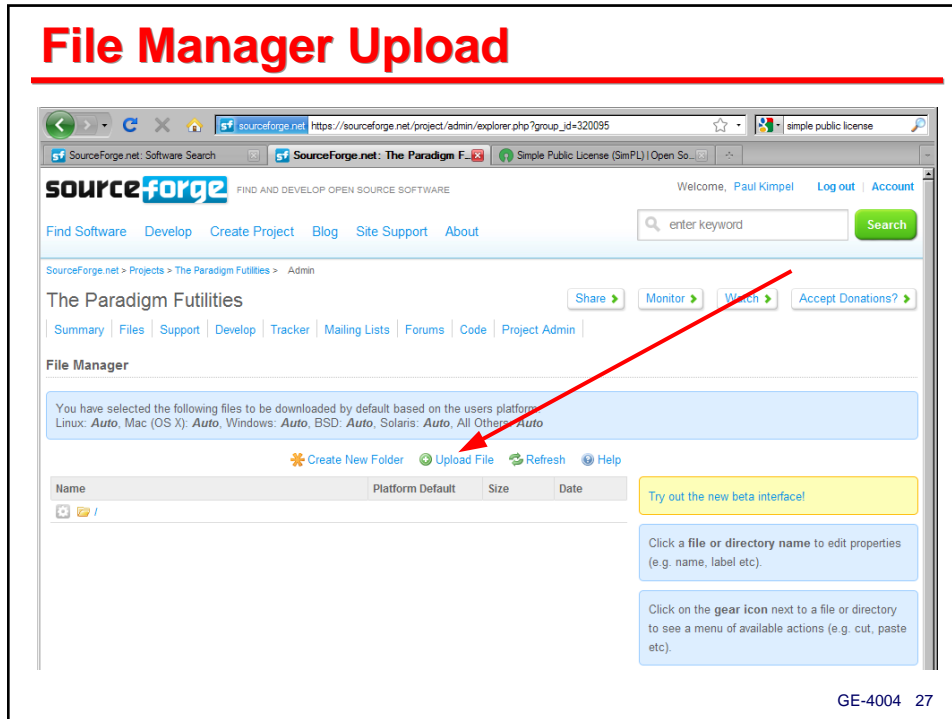 File Manager Upload
sourceforge.net https://sourceforge.net/project/admin/explorer.php?group_id=320095
simple public license
SourceForge.net: Software Search
SourceForge.net: The Paradigm F...
Simple Public License (SimPL) | Open So...
sourceforge FIND AND DEVELOP OPEN SOURCE SOFTWARE
Welcome, Paul Kimpel Log out | Account
enter keyword Search
Find Software Develop Create Project Blog Site Support About
SourceForge.net > Projects > The Paradigm Futilities > Admin
The Paradigm Futilities
Share Monitor Watch Accept Donations?
Summary Files Support Develop Tracker Mailing Lists Forums Code Project Admin
File Manager
You have selected the following files to be downloaded by default based on the users platform.
Linux: Auto, Mac (OS X): Auto, Windows: Auto, BSD: Auto, Solaris: Auto, All Others: Auto
Create New Folder Upload File Refresh Help
Name Platform Default Size Date
/
Try out the new beta interface!
Click a file or directory name to edit properties
(e.g. name, label etc).
Click on the gear icon next to a file or directory
to see a menu of available actions (e.g. cut, paste
etc).
GE-4004 27